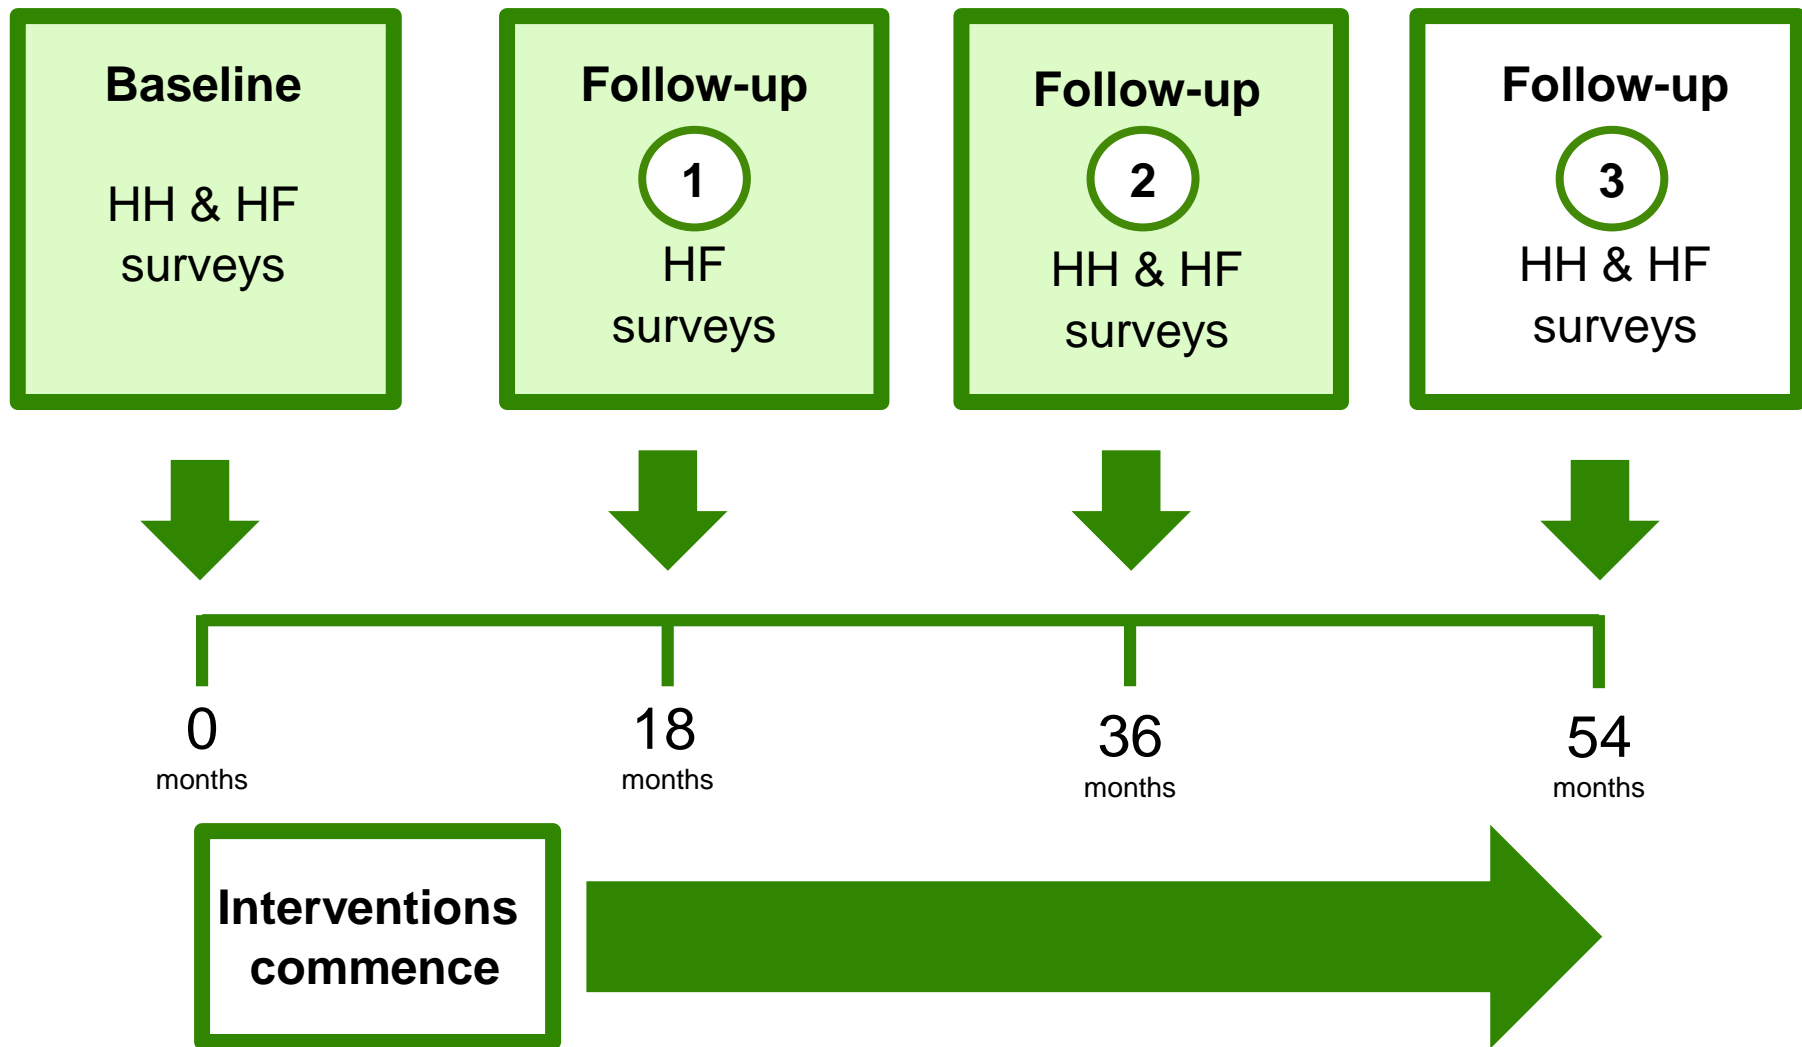 Baseline
HH & HF
surveys
Follow-up
1
HF
surveys
Follow-up
2
HH & HF
surveys
Follow-up
3
HH & HF
surveys
0
months
18
months
36
months
54
months
Interventions
commence